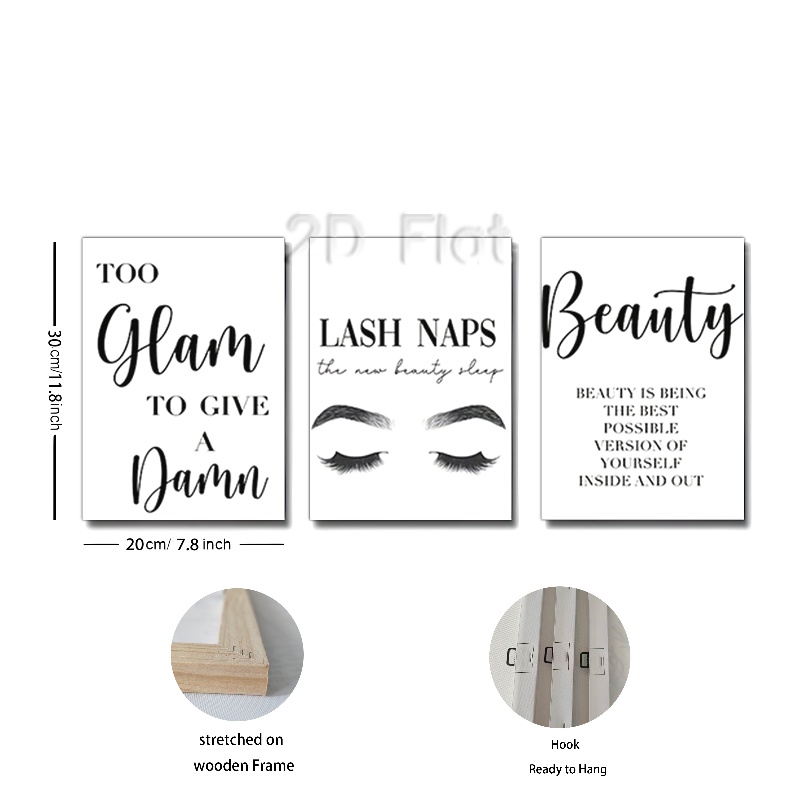 2D Flat
TOO
Glam
TO GIVE
A
Damn
LASH NAPS
the new beauty sleep
Beauty
BEAUTY IS BEING
THE BEST
POSSIBLE
VERSION OF
YOURSELF
INSIDE AND OUT
30cm/11.8inch
20cm/ 7.8 inch
stretched on
wooden Frame
Hook
Ready to Hang